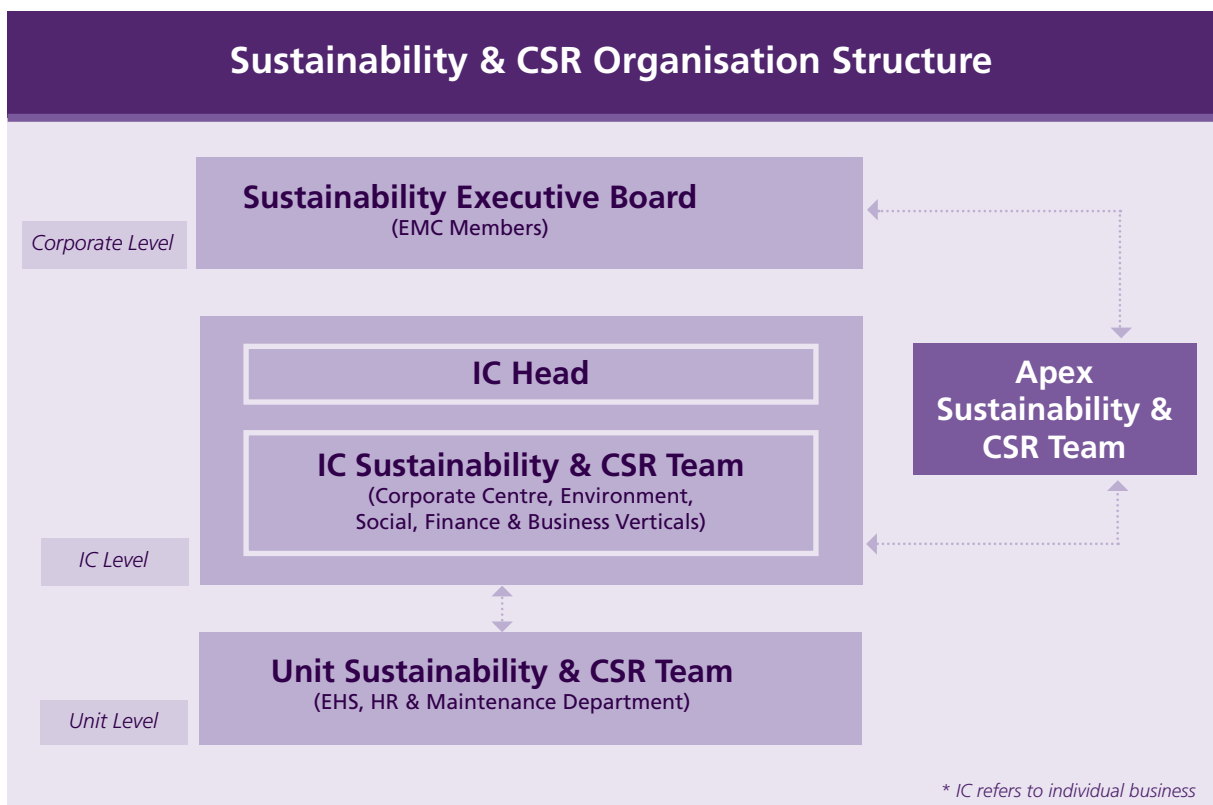 Sustainability & CSR Organisation Structure
Sustainability Executive Board
(EMC Members)
Corporate Level
IC Head
Apex
Sustainability &
CSR Team
IC Sustainability & CSR Team
(Corporate Centre, Environment,
Social, Finance & Business Verticals)
IC Level
Unit Sustainability & CSR Team
(EHS, HR & Maintenance Department)
Unit Level
* IC refers to individual business